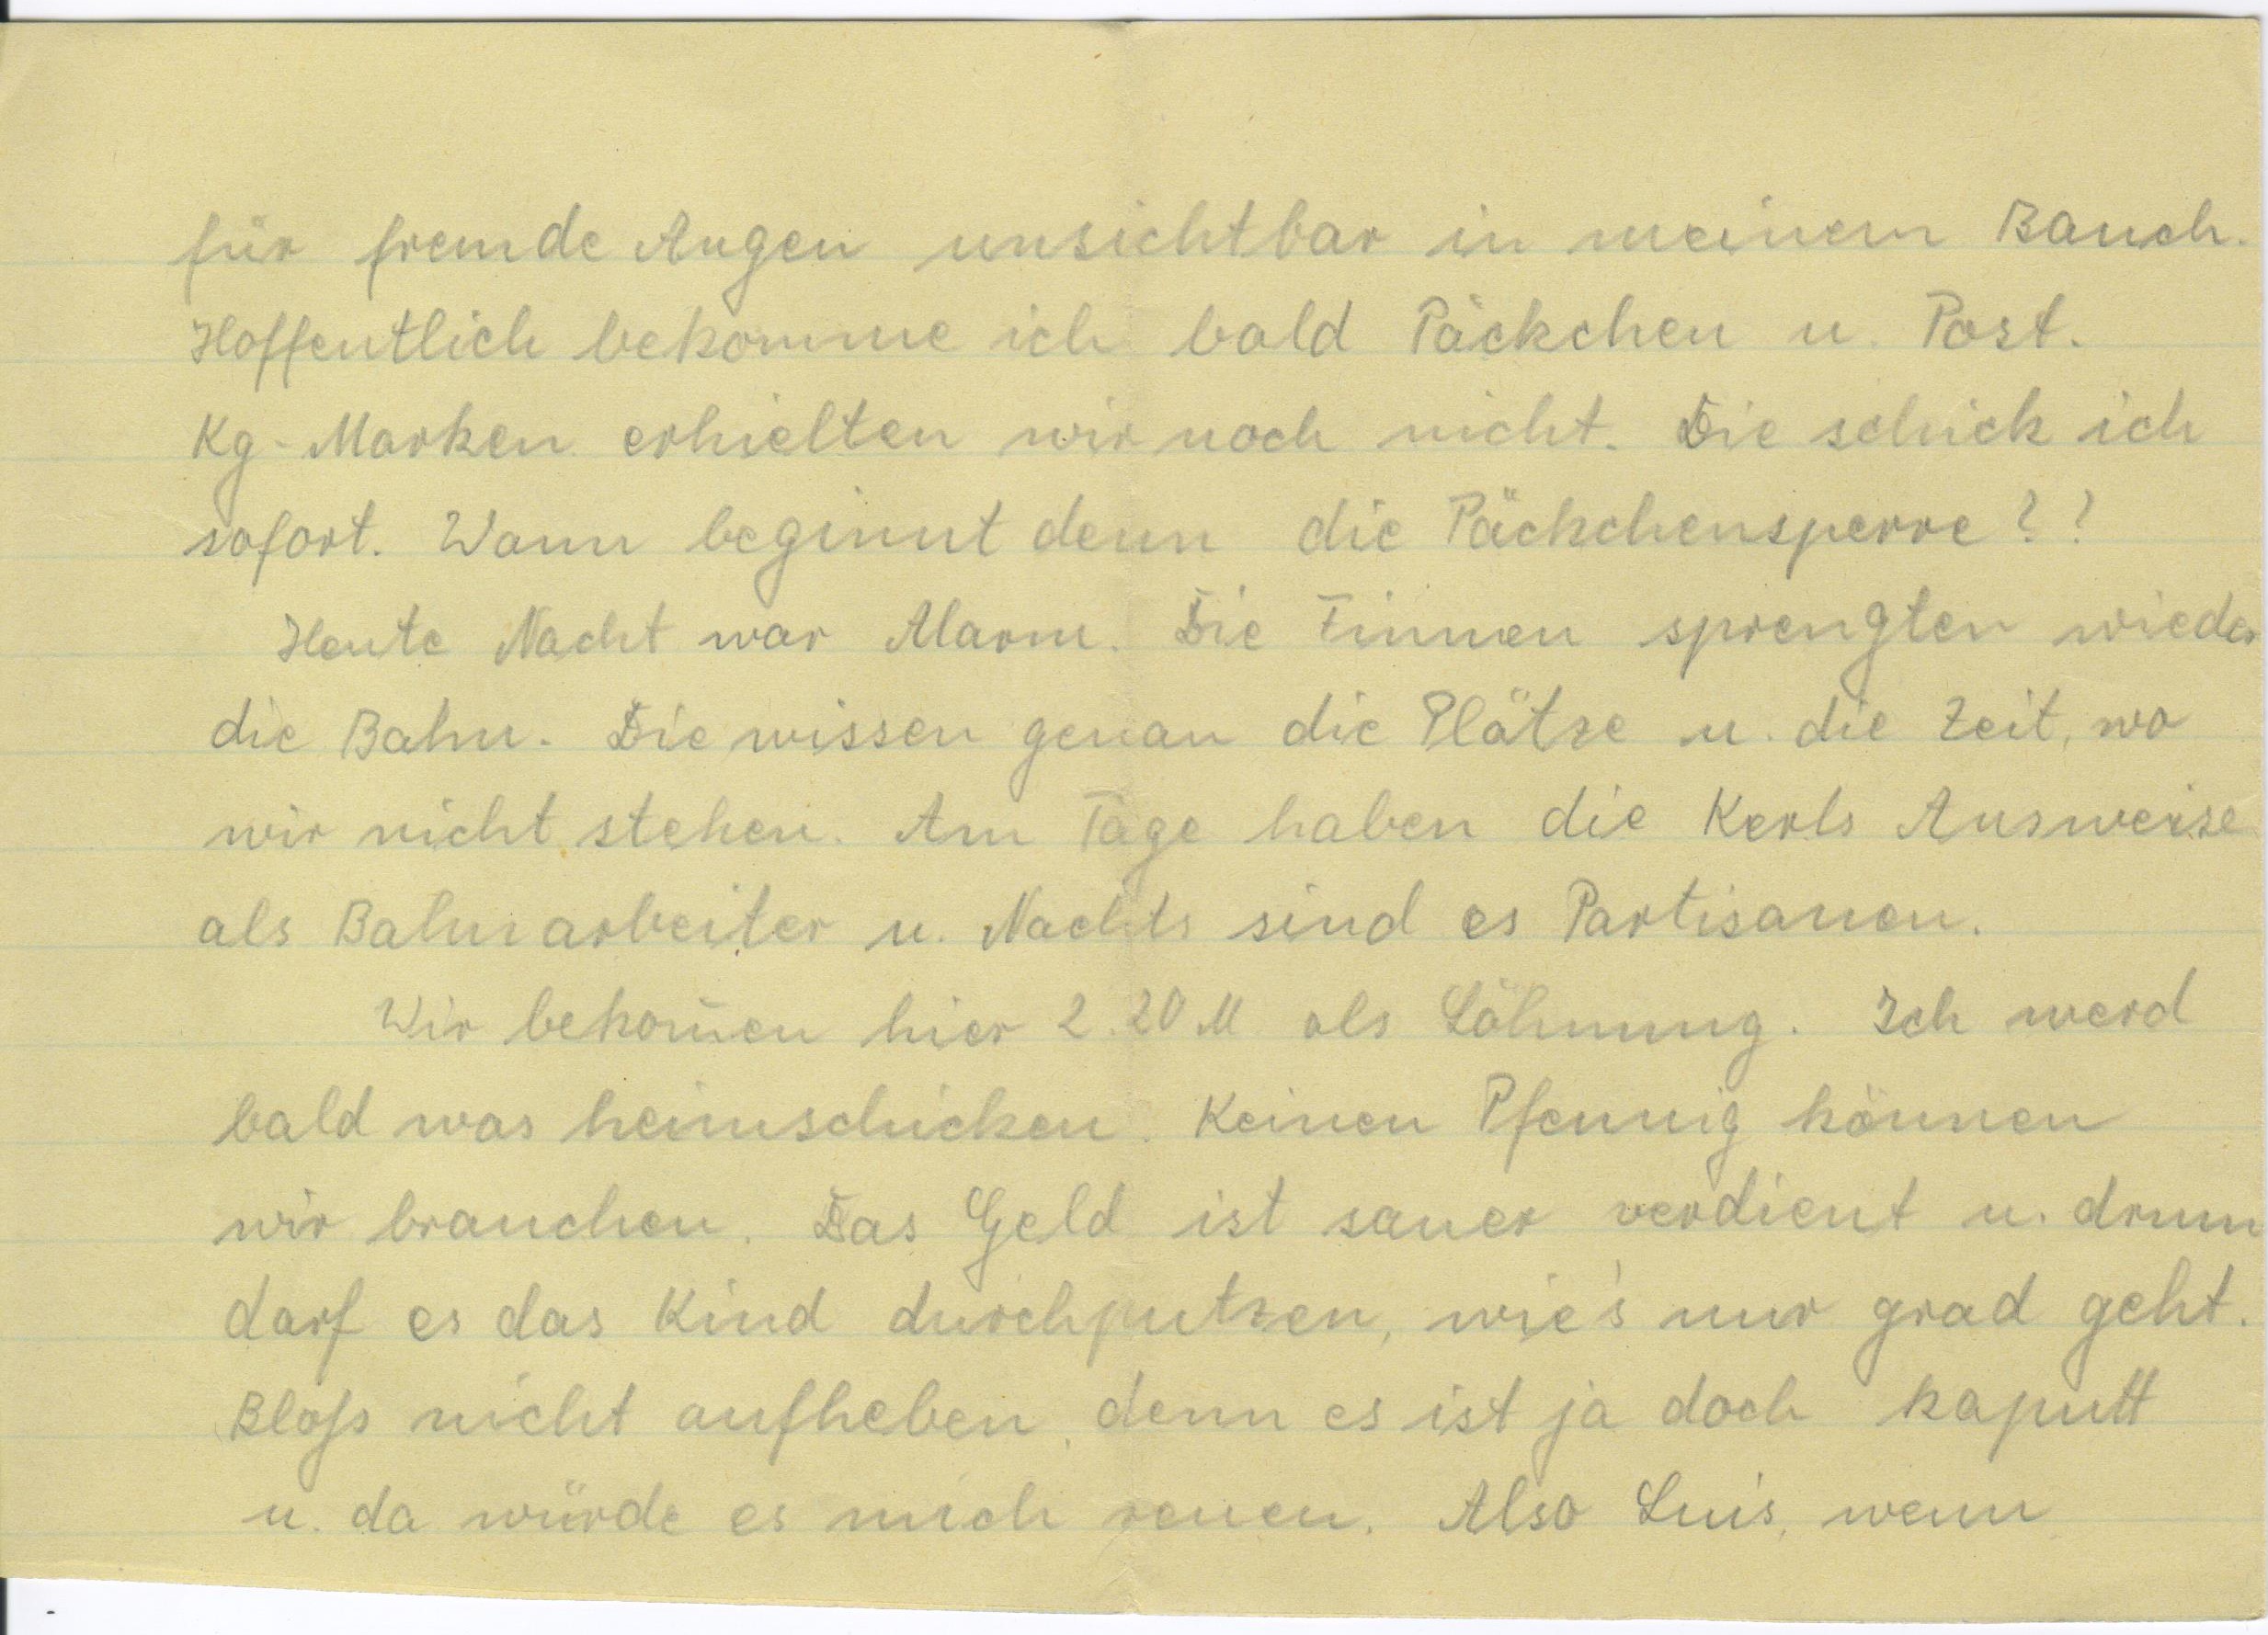 für fremde Augen unsichtbar in meinem Bauch.
Hoffentlich bekomme ich bald Päckchen u. Post.
Kg-Marken erhielten wir noch nicht. Die schick ich
sofort. Wann beginnt denn die Päckchensperre??
Heute Nacht war Alarm. Die Finnen sprengten wieder
die Bahn. Die wissen genau die Plätze u. die Zeit, wo
wir nicht stehen. Am Tage haben die Kerls Ausweise
als Bahnarbeiter u. Nachts sind es Partisanen.
Wir bekom̄en hier 2.20 M als Löhnung. Ich werd
bald was heimschicken. Keinen Pfennig können
wir brauchen. Das Geld ist sauer verdient u. drum
darf es das Kind durchputzen, wie's nur grad geht.
Bloss nicht aufheben, denn es ist ja doch kaputt
u. da würde es mich reuen. Also Luis, wenn